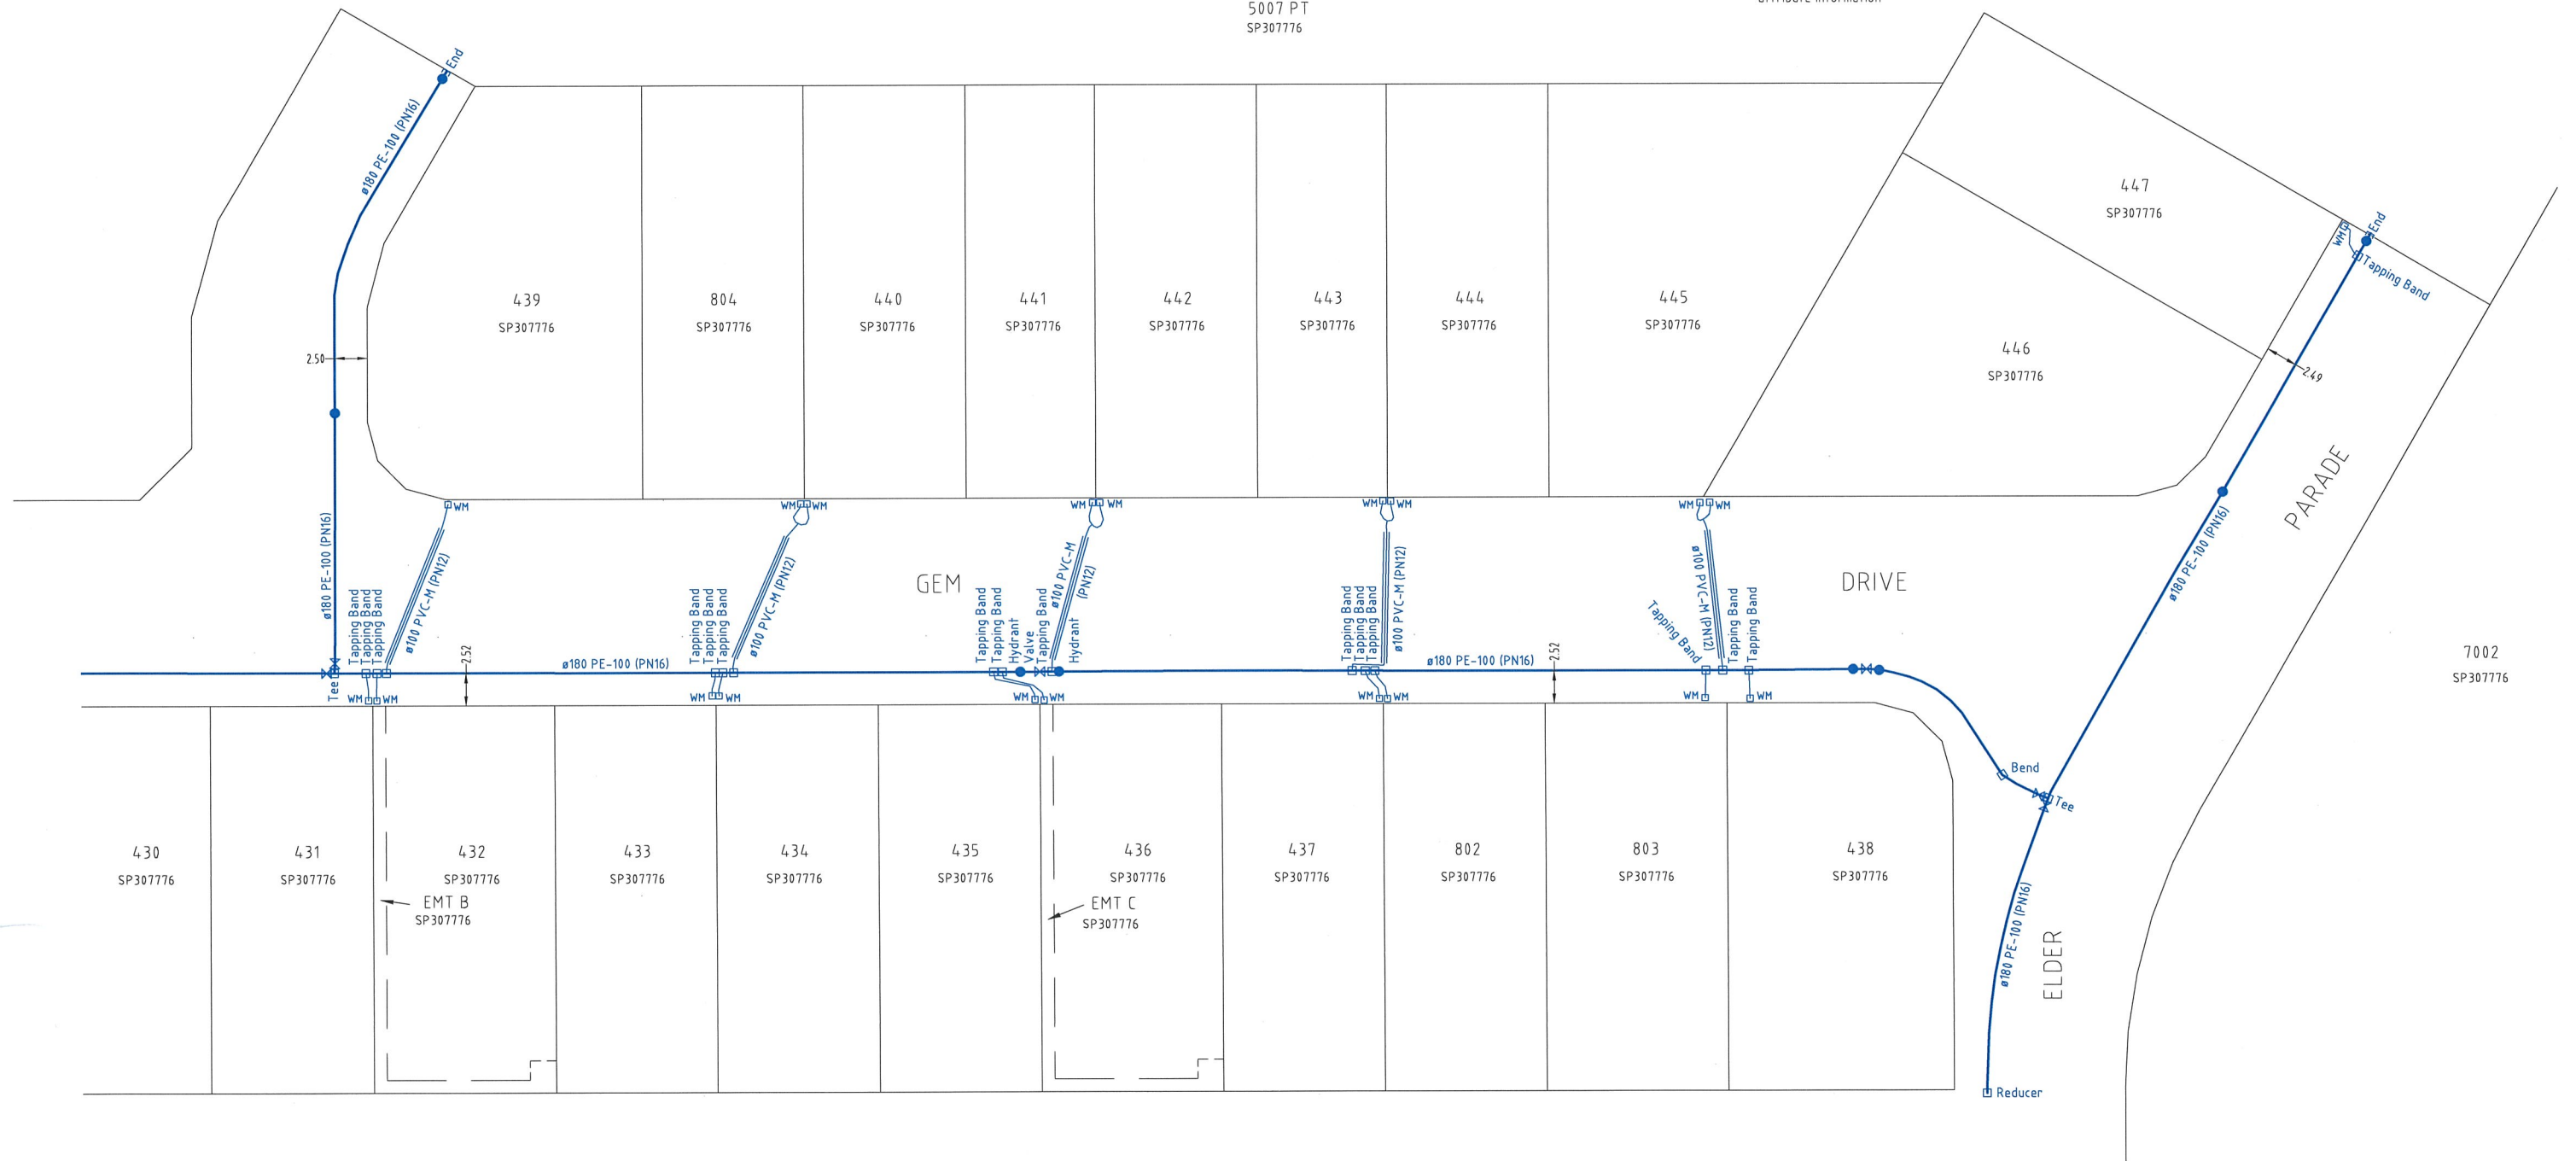 5007 PT
SP307776
End
ø180 PE-100 (PN16)
447
SP307776
End
WM
Tapping Band
439
SP307776
804
SP307776
440
SP307776
441
SP307776
442
SP307776
443
SP307776
444
SP307776
445
SP307776
446
SP307776
2.50
2.49
PARADE
WM
WM
WM
WM
WM
WM
WM
WM
WM
ø180 PE-100 (PN16)
Tapping Band
Tapping Band
Tapping Band
ø100 PVC-M (PN12)
Tapping Band
Tapping Band
Tapping Band
ø100 PVC-M (PN12)
GEM
Tapping Band
Tapping Band
Hydrant
Valve
Tapping Band
ø100 PVC-M
(PN12)
Hydrant
Tapping Band
Tapping Band
Tapping Band
ø100 PVC-M (PN12)
Tapping Band
ø100 PVC-M (PN12)
Tapping Band
Tapping Band
DRIVE
ø180 PE-100 (PN16)
7002
SP307776
Tee
2.52
ø180 PE-100 (PN16)
ø180 PE-100 (PN16)
2.52
WM
WM
WM
WM
WM
WM
WM
WM
WM
WM
Bend
Tee
430
SP307776
431
SP307776
432
SP307776
433
SP307776
434
SP307776
435
SP307776
436
SP307776
437
SP307776
802
SP307776
803
SP307776
438
SP307776
EMT B
SP307776
EMT C
SP307776
ø180 PE-100 (PN16)
ELDER
Reducer